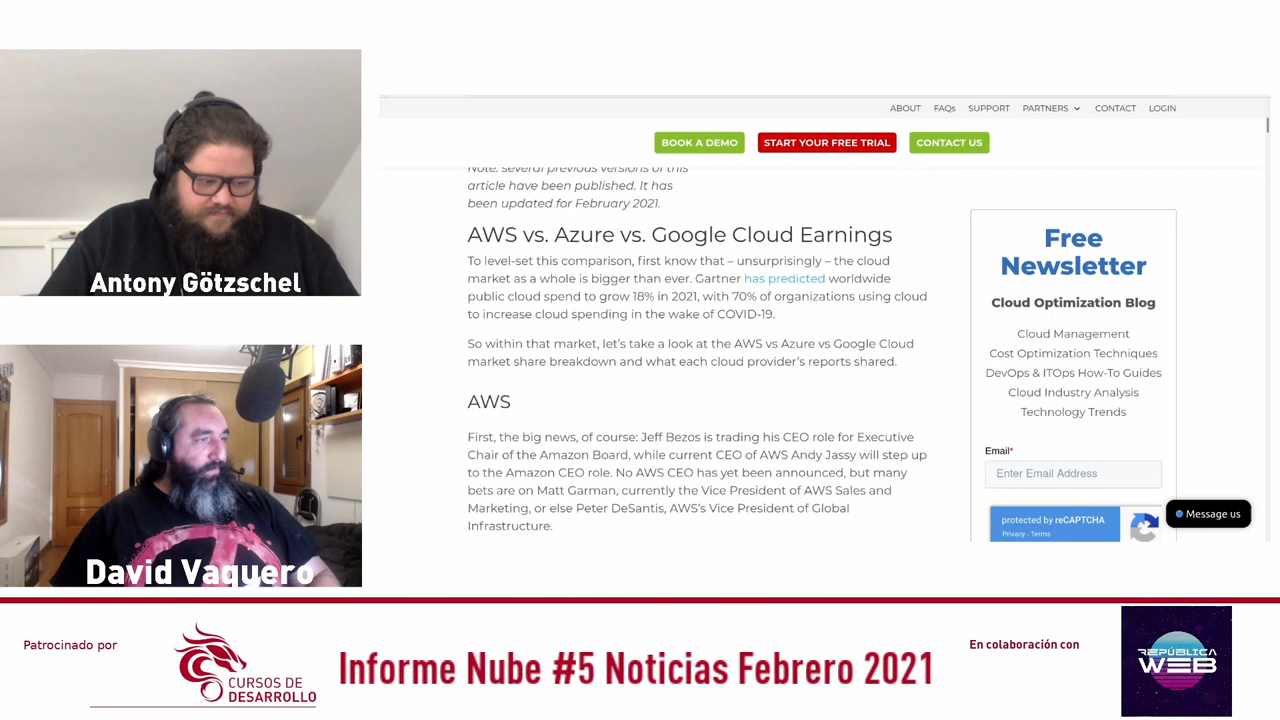 Antony Götzschel
David Vaquero
ABOUT FAQs SUPPORT PARTNERS CONTACT LOGIN
BOOK A DEMO START YOUR FREE TRIAL CONTACT US
Note: several previous versions of this
article have been published. It has
been updated for February 2021.
AWS vs. Azure vs. Google Cloud Earnings
To level-set this comparison, first know that – unsurprisingly – the cloud
market as a whole is bigger than ever. Gartner has predicted worldwide
public cloud spend to grow 18% in 2021, with 70% of organizations using cloud
to increase cloud spending in the wake of COVID-19.
So within that market, let's take a look at the AWS vs Azure vs Google Cloud
market share breakdown and what each cloud provider's reports shared.
AWS
First, the big news, of course: Jeff Bezos is trading his CEO role for Executive
Chair of the Amazon Board, while current CEO of AWS Andy Jassy will step up
to the Amazon CEO role. No AWS CEO has yet been announced, but many
bets are on Matt Garman, currently the Vice President of AWS Sales and
Marketing, or else Peter DeSantis, AWS's Vice President of Global
Infrastructure.
Free
Newsletter
Cloud Optimization Blog
Cloud Management
Cost Optimization Techniques
DevOps & ITOps How-To Guides
Cloud Industry Analysis
Technology Trends
Email*
Enter Email Address
protected by reCAPTCHA
Privacy - Terms
Message us
Patrocinado por
CURSOS DE
DESARROLLO
Informe Nube #5 Noticias Febrero 2021
En colaboración con
REPÚBLICA
WEB